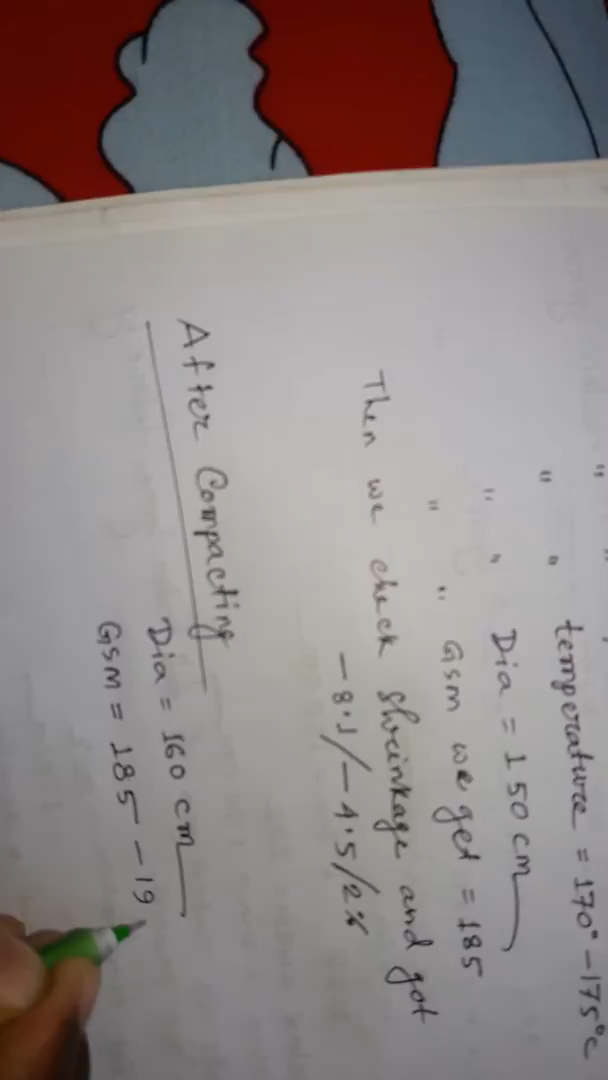 " "
" " temperature = 170° - 175°C
" " Dia = 150 cm
" " GSM we get = 185
Then we check shrinkage and got
-8.1/-4.5/2%
After Compacting
Dia = 160 cm
GSM = 185 - 19